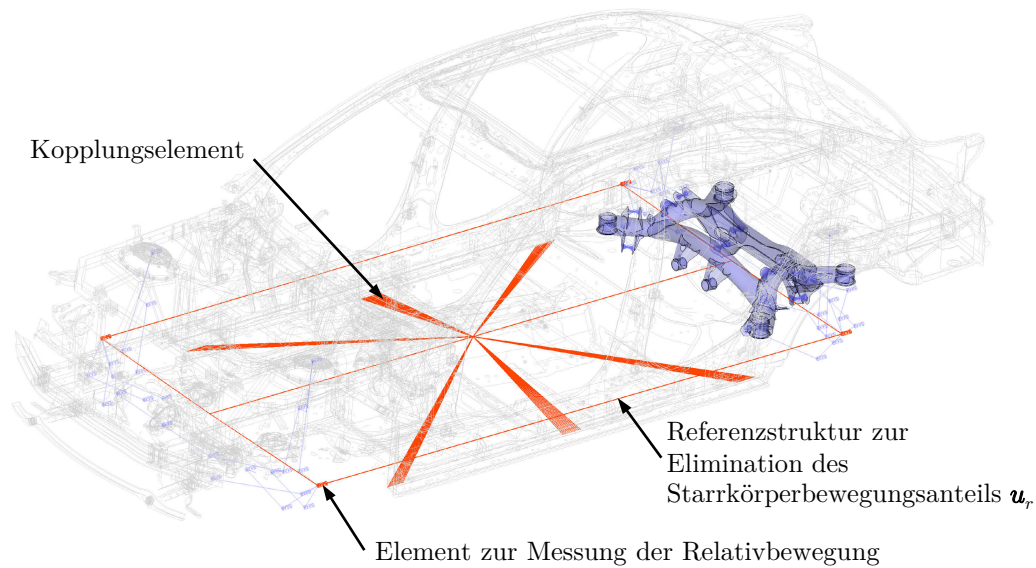 Kopplungselement
Referenzstruktur zur
Elimination des
Starrkörperbewegungsanteils u_r
Element zur Messung der Relativbewegung